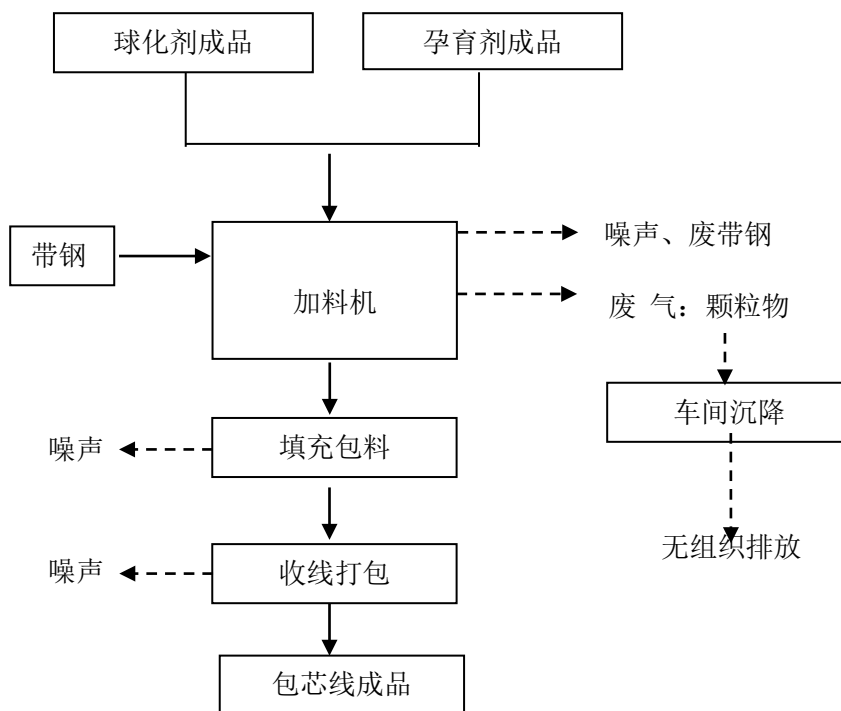 球化剂成品
孕育剂成品
带钢
加料机
噪声、废带钢
废 气：颗粒物
车间沉降
噪声
填充包料
无组织排放
噪声
收线打包
包芯线成品